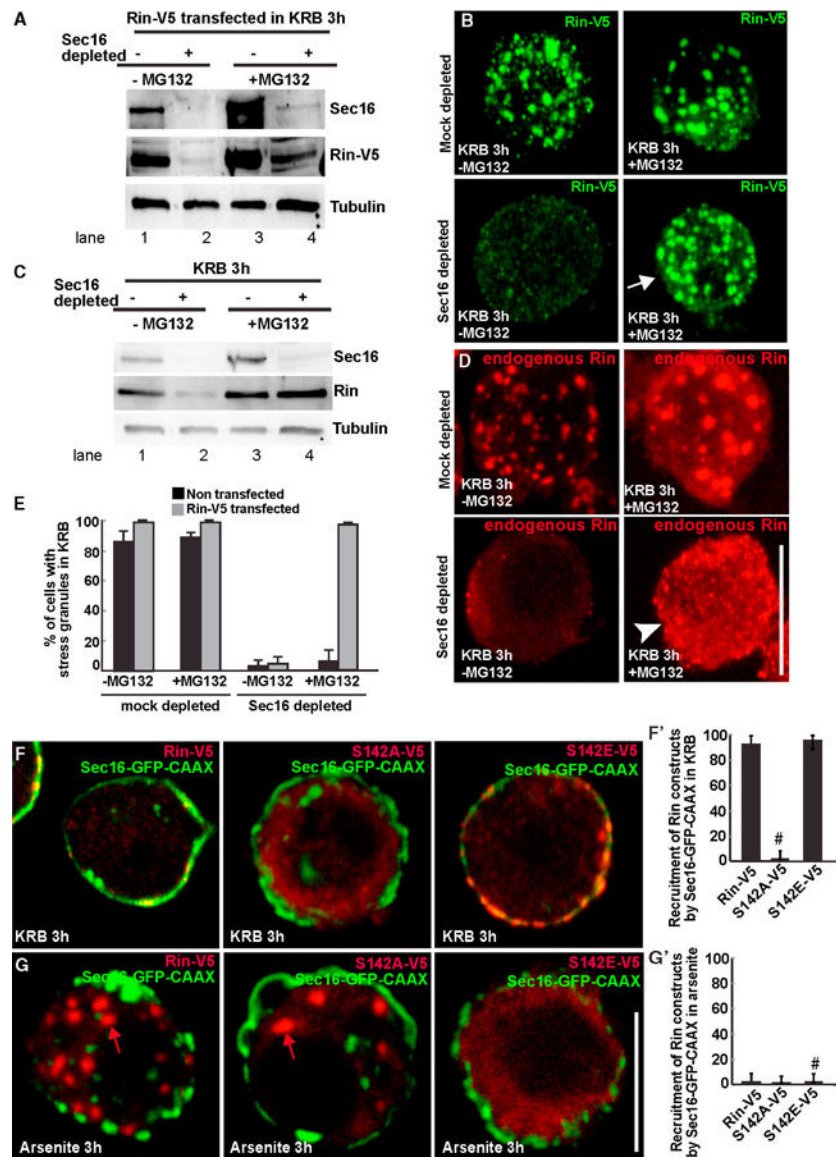 A
Rin-V5 transfected in KRB 3h
Sec16 depleted - + - +
- MG132 +MG132
Sec16
Rin-V5
Tubulin
lane 1 2 3 4
B
Rin-V5
Rin-V5
Mock depleted
KRB 3h
-MG132
KRB 3h
+MG132
Rin-V5
Rin-V5
Sec16 depleted
KRB 3h
-MG132
KRB 3h
+MG132
C
KRB 3h
Sec16 depleted - + - +
- MG132 +MG132
Sec16
Rin
Tubulin
lane 1 2 3 4
D
endogenous Rin
endogenous Rin
Mock depleted
KRB 3h
-MG132
KRB 3h
+MG132
endogenous Rin
endogenous Rin
Sec16 depleted
KRB 3h
-MG132
KRB 3h
+MG132
E
Non transfected
Rin-V5 transfected
% of cells with
stress granules in KRB
100
80
60
40
20
0
-MG132 +MG132 -MG132 +MG132
mock depleted Sec16 depleted
F
Rin-V5
Sec16-GFP-CAAX
KRB 3h
S142A-V5
Sec16-GFP-CAAX
KRB 3h
S142E-V5
Sec16-GFP-CAAX
KRB 3h
F'
Recruitment of Rin constructs
by Sec16-GFP-CAAX in KRB
100
80
60
40
20
0
#
Rin-V5
S142A-V5
S142E-V5
G
Rin-V5
Sec16-GFP-CAAX
Arsenite 3h
S142A-V5
Sec16-GFP-CAAX
Arsenite 3h
S142E-V5
Sec16-GFP-CAAX
Arsenite 3h
G'
Recruitment of Rin constructs
by Sec16-GFP-CAAX in arsenite
100
80
60
40
20
0
#
Rin-V5
S142A-V5
S142E-V5